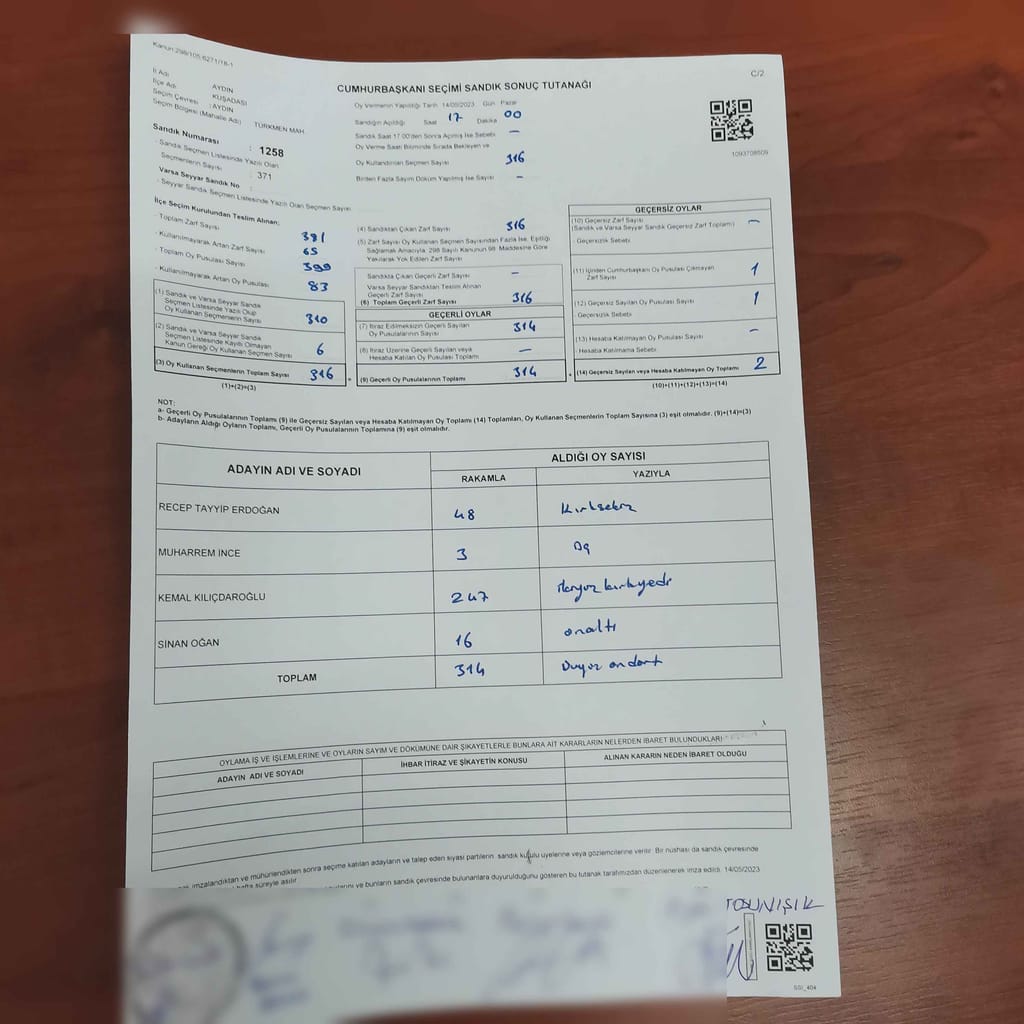 Kanun:298/105 6271/18-1
C/2
CUMHURBAŞKANI SEÇİMİ SANDIK SONUÇ TUTANAĞI
İl Adı : AYDIN
İlçe Adı : KUŞADASI
Seçim Çevresi : AYDIN
Seçim Bölgesi (Mahalle Adı) TÜRKMEN MAH
Sandık Numarası : 1258
- Sandık Seçmen Listesinde Yazılı Olan
Seçmenlerin Sayısı : 371
Varsa Seyyar Sandık No :
- Seyyar Sandık Seçmen Listesinde Yazılı Olan Seçmen Sayısı
Oy Vermenin Yapıldığı Tarih 14/05/2023 Gün Pazar
Sandığın Açıldığı Saat 17 Dakika 00
Sandık Saat 17.00'den Sonra Açılmış İse Sebebi —
Oy Verme Saati Bitiminde Sırada Bekleyen ve
Oy Kullandırılan Seçmen Sayısı 316
Birden Fazla Sayım Döküm Yapılmış İse Sayısı —
1093708509
İlçe Seçim Kurulundan Teslim Alınan:
- Toplam Zarf Sayısı 381
- Kullanılmayarak Artan Zarf Sayısı 65
- Toplam Oy Pusulası Sayısı 399
- Kullanılmayarak Artan Oy Pusulası 83
(1) Sandık ve Varsa Seyyar Sandık
Seçmen Listesinde Yazılı Olup
Oy Kullanan Seçmenlerin Sayısı 310
(2) Sandık ve Varsa Seyyar Sandık
Seçmen Listesinde Kayıtlı Olmayan
Kanun Gereği Oy Kullanan Seçmen Sayısı 6
(3) Oy Kullanan Seçmenlerin Toplam Sayısı 316
(1)+(2)=(3)
(4) Sandıktan Çıkan Zarf Sayısı 316
(5) Zarf Sayısı Oy Kullanan Seçmen Sayısından Fazla İse, Eşitliği
Sağlamak Amacıyla, 298 Sayılı Kanunun 98. Maddesine Göre
Yakılarak Yok Edilen Zarf Sayısı
Sandıkta Çıkan Geçerli Zarf Sayısı —
Varsa Seyyar Sandıktan Teslim Alınan
Geçerli Zarf Sayısı
(6) Toplam Geçerli Zarf Sayısı 316
GEÇERLİ OYLAR
(7) İtiraz Edilmeksizin Geçerli Sayılan
Oy Pusulalarının Sayısı 314
(8) İtiraz Üzerine Geçerli Sayılan veya
Hesaba Katılan Oy Pusulası Toplamı —
(9) Geçerli Oy Pusulalarının Toplamı 314
GEÇERSİZ OYLAR
(10) Geçersiz Zarf Sayısı
(Sandık ve Varsa Seyyar Sandık Geçersiz Zarf Toplamı) —
Geçersizlik Sebebi
(11) İçinden Cumhurbaşkanı Oy Pusulası Çıkmayan
Zarf Sayısı 1
(12) Geçersiz Sayılan Oy Pusulası Sayısı 1
Geçersizlik Sebebi
(13) Hesaba Katılmayan Oy Pusulası Sayısı —
Hesaba Katılmama Sebebi
(14) Geçersiz Sayılan veya Hesaba Katılmayan Oy Toplamı 2
(10)+(11)+(12)+(13)=(14)
NOT:
a- Geçerli Oy Pusulalarının Toplamı (9) ile Geçersiz Sayılan veya Hesaba Katılmayan Oy Toplamı (14) Toplamları, Oy Kullanan Seçmenlerin Toplam Sayısına (3) eşit olmalıdır. (9)+(14)=(3)
b- Adayların Aldığı Oyların Toplamı, Geçerli Oy Pusulalarının Toplamına (9) eşit olmalıdır.
ADAYIN ADI VE SOYADI ALDIĞI OY SAYISI
RAKAMLA YAZIYLA
RECEP TAYYİP ERDOĞAN 48 Kırksekiz
MUHARREM İNCE 3 Üç
KEMAL KILIÇDAROĞLU 247 İkiyüz kırkyedi
SİNAN OĞAN 16 onaltı
TOPLAM 314 Üçyüz on dört
OYLAMA İŞ VE İŞLEMLERİNE VE OYLARIN SAYIM VE DÖKÜMÜNE DAİR ŞİKAYETLERLE BUNLARA AİT KARARLARIN NELERDEN İBARET BULUNDUKLARI
ADAYIN ADI VE SOYADI İHBAR İTİRAZ VE ŞİKAYETİN KONUSU ALINAN KARARIN NEDEN İBARET OLDUĞU
imzalandıktan ve mühürlendikten sonra seçime katılan adayların ve talep eden siyasi partilerin sandık kurulu üyelerine veya gözlemcilerine verilir. Bir nüshası da sandık çevresinde
hafta süreyle asılır
ve bunların sandık çevresinde bulunanlara duyurulduğunu gösteren bu tutanak tarafımızdan düzenlenerek imza edildi. 14/05/2023
TOSUNIŞIK
SSI_404